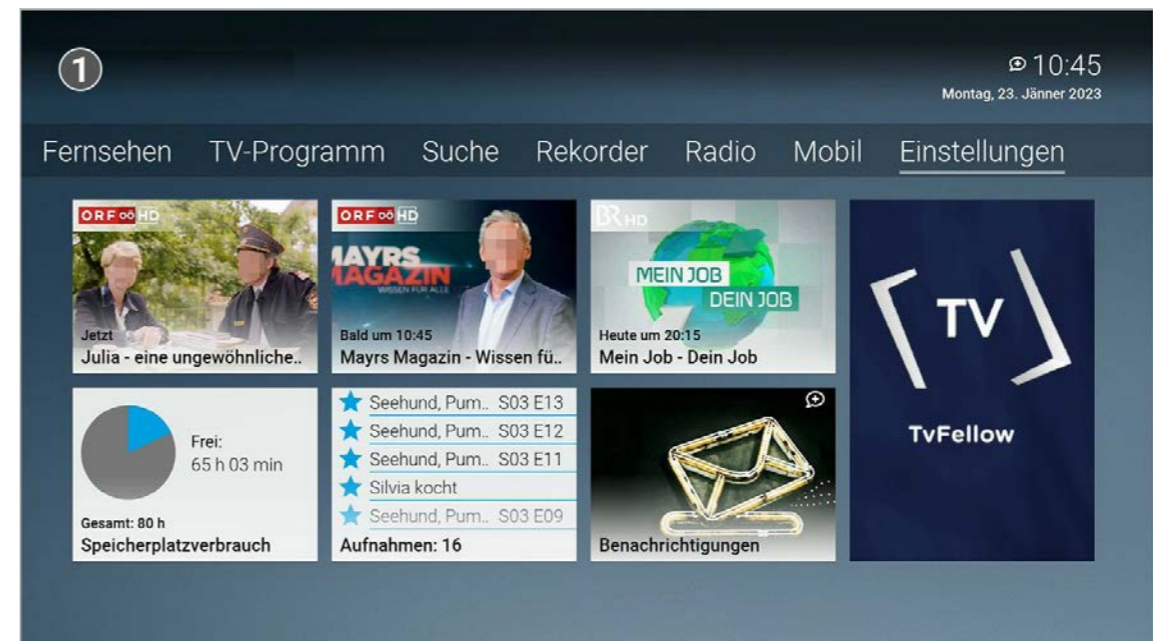 1
10:45
Montag, 23. Jänner 2023
Fernsehen TV-Programm Suche Rekorder Radio Mobil Einstellungen
ORF oö HD
Jetzt
Julia - eine ungewöhnliche..
ORF oö HD
MAYRS
MAGAZIN
WISSEN FÜR ALLE
Bald um 10:45
Mayrs Magazin - Wissen fü..
BR HD
MEIN JOB
DEIN JOB
Heute um 20:15
Mein Job - Dein Job
TV
TvFellow
Frei:
65 h 03 min
Gesamt: 80 h
Speicherplatzverbrauch
Seehund, Pum.. S03 E13
Seehund, Pum.. S03 E12
Seehund, Pum.. S03 E11
Silvia kocht
Seehund, Pum.. S03 E09
Aufnahmen: 16
Benachrichtigungen